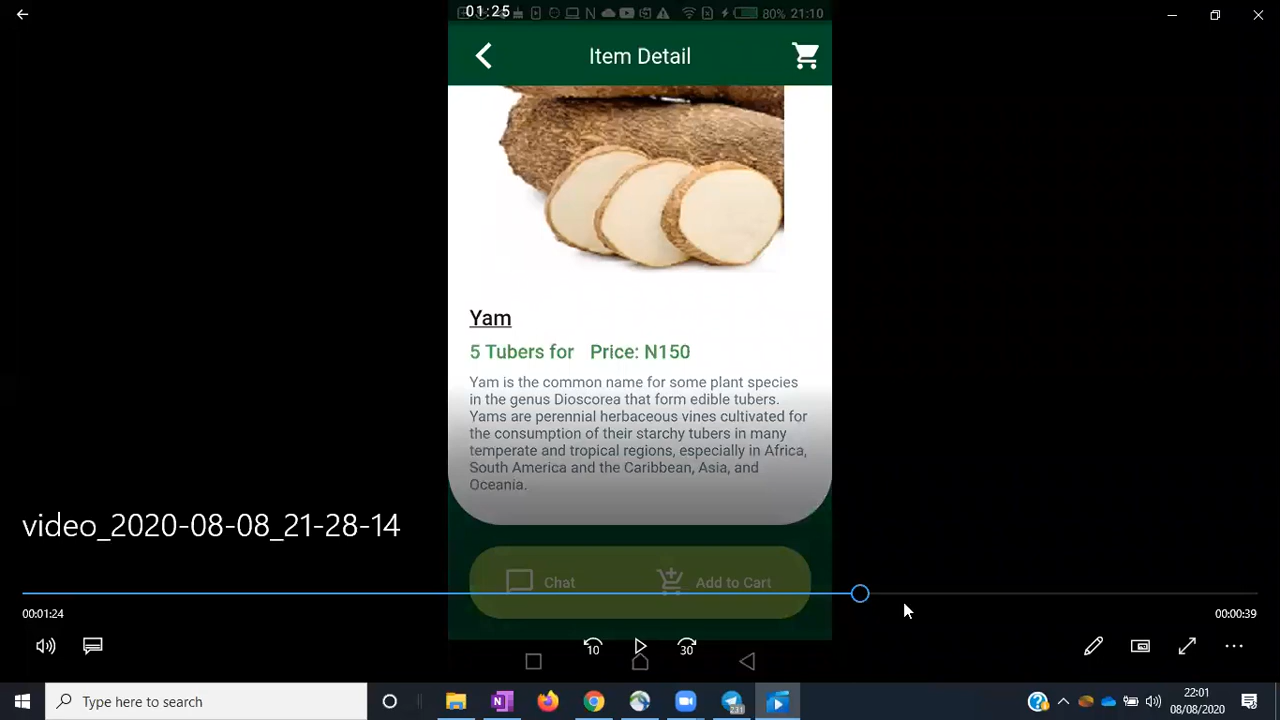 01:25
80% 21:10
Item Detail
Yam
5 Tubers for Price: N150
Yam is the common name for some plant species
in the genus Dioscorea that form edible tubers.
Yams are perennial herbaceous vines cultivated for
the consumption of their starchy tubers in many
temperate and tropical regions, especially in Africa,
South America and the Caribbean, Asia, and
Oceania.
video_2020-08-08_21-28-14
Chat Add to Cart
00:01:24 00:00:39
10 30
Type here to search
N
231
22:01
08/08/2020